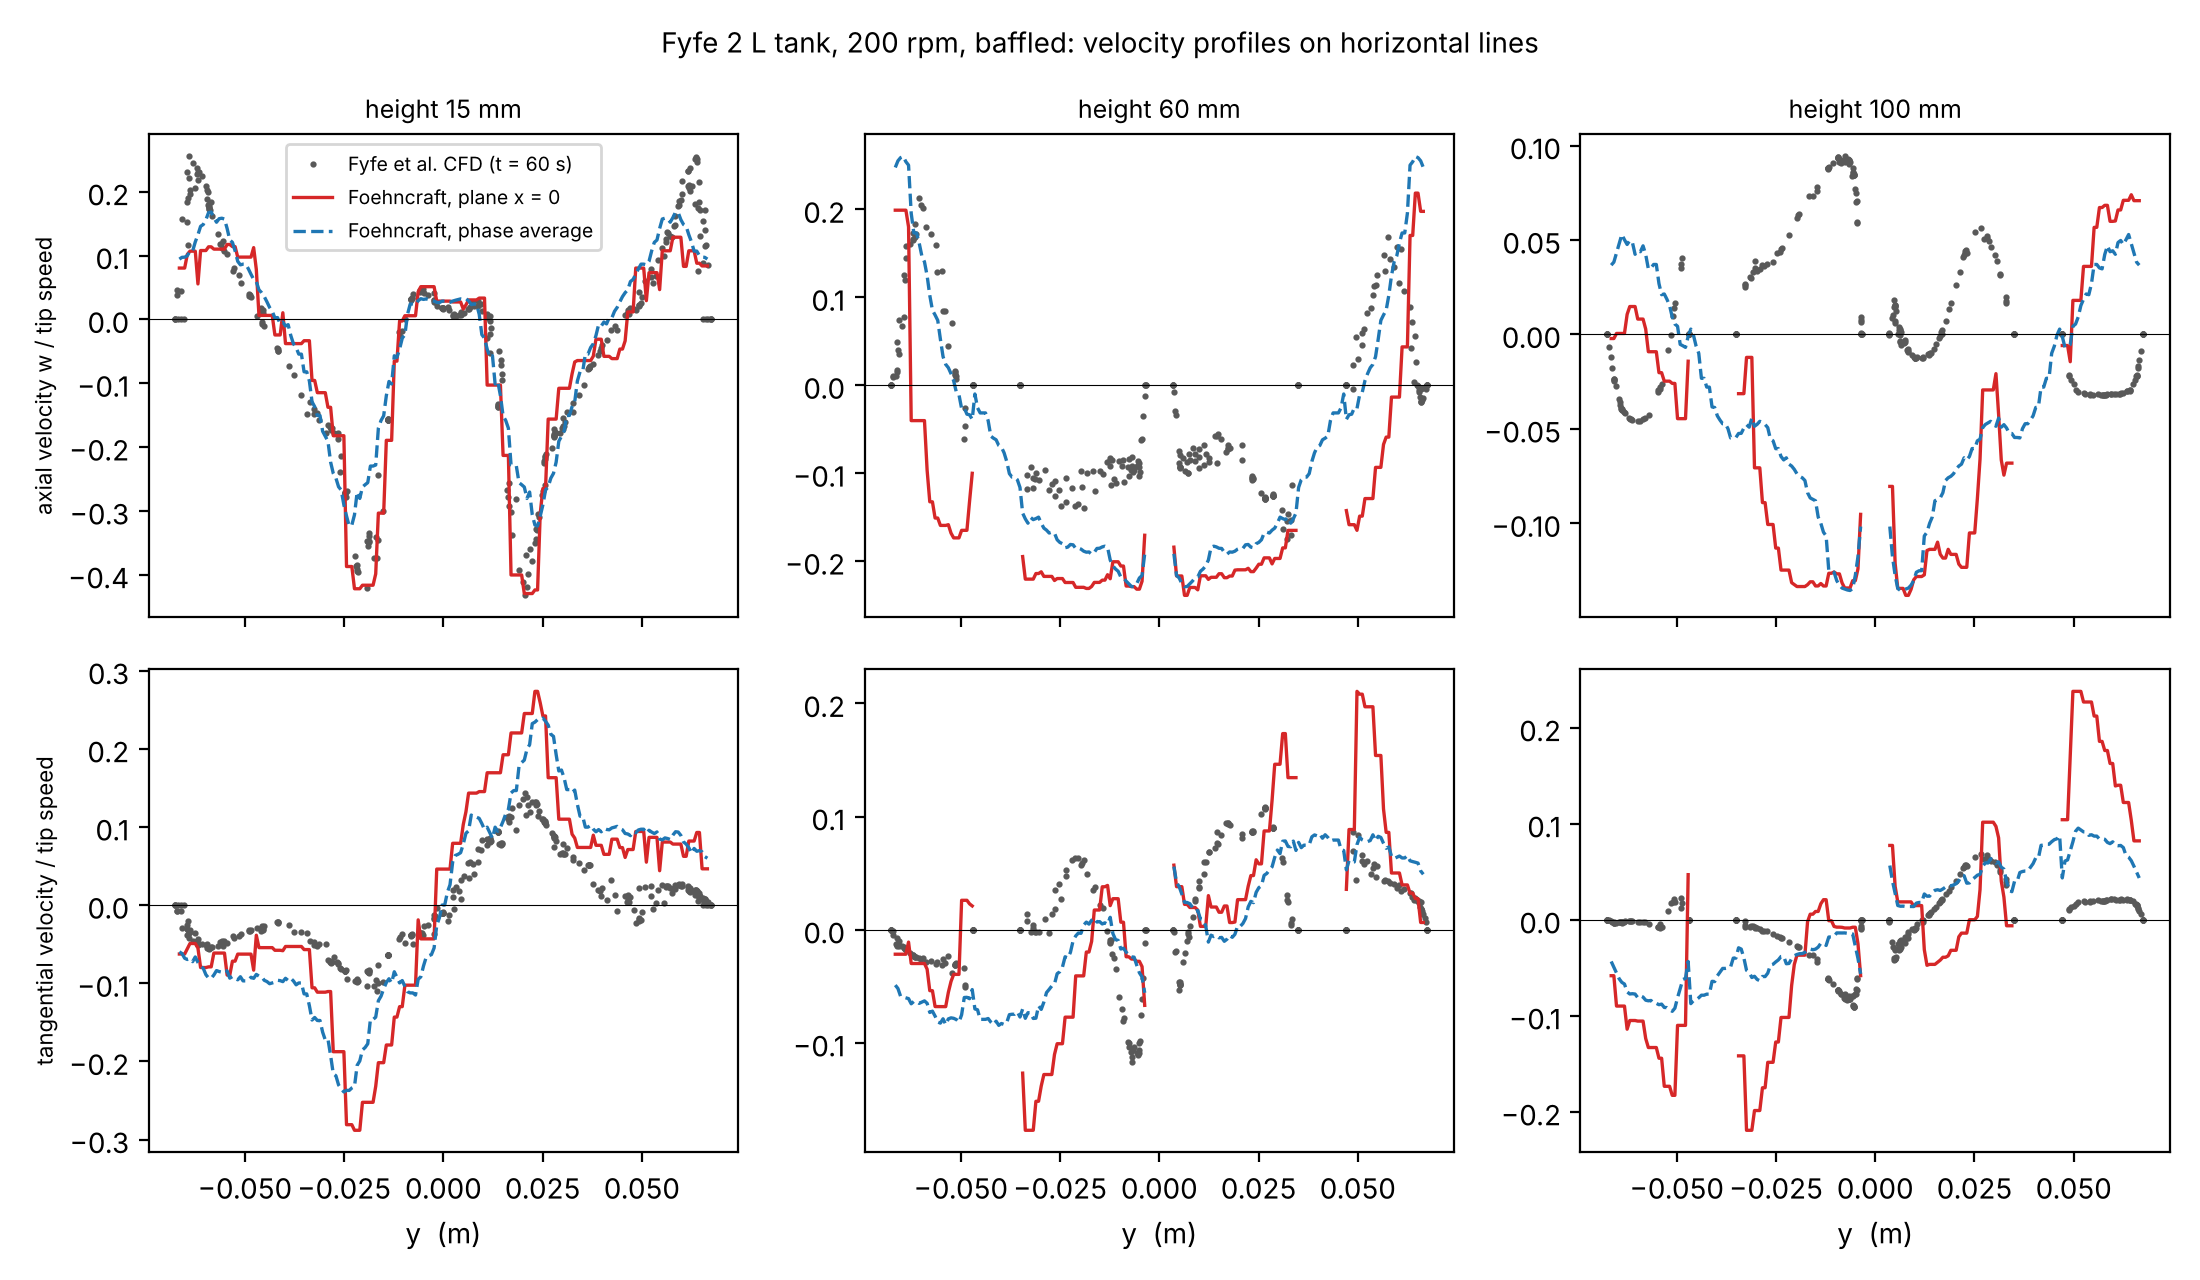 Fyfe 2 L tank, 200 rpm, baffled: velocity profiles on horizontal lines
height 15 mm
height 60 mm
height 100 mm
axial velocity w / tip speed
0.2
0.1
0.0
−0.1
−0.2
−0.3
−0.4
Fyfe et al. CFD (t = 60 s)
Foehncraft, plane x = 0
Foehncraft, phase average
0.2
0.1
0.0
−0.1
−0.2
0.10
0.05
0.00
−0.05
−0.10
tangential velocity / tip speed
0.3
0.2
0.1
0.0
−0.1
−0.2
−0.3
−0.050 −0.025 0.000 0.025 0.050
y (m)
0.2
0.1
0.0
−0.1
−0.050 −0.025 0.000 0.025 0.050
y (m)
0.2
0.1
0.0
−0.1
−0.2
−0.050 −0.025 0.000 0.025 0.050
y (m)